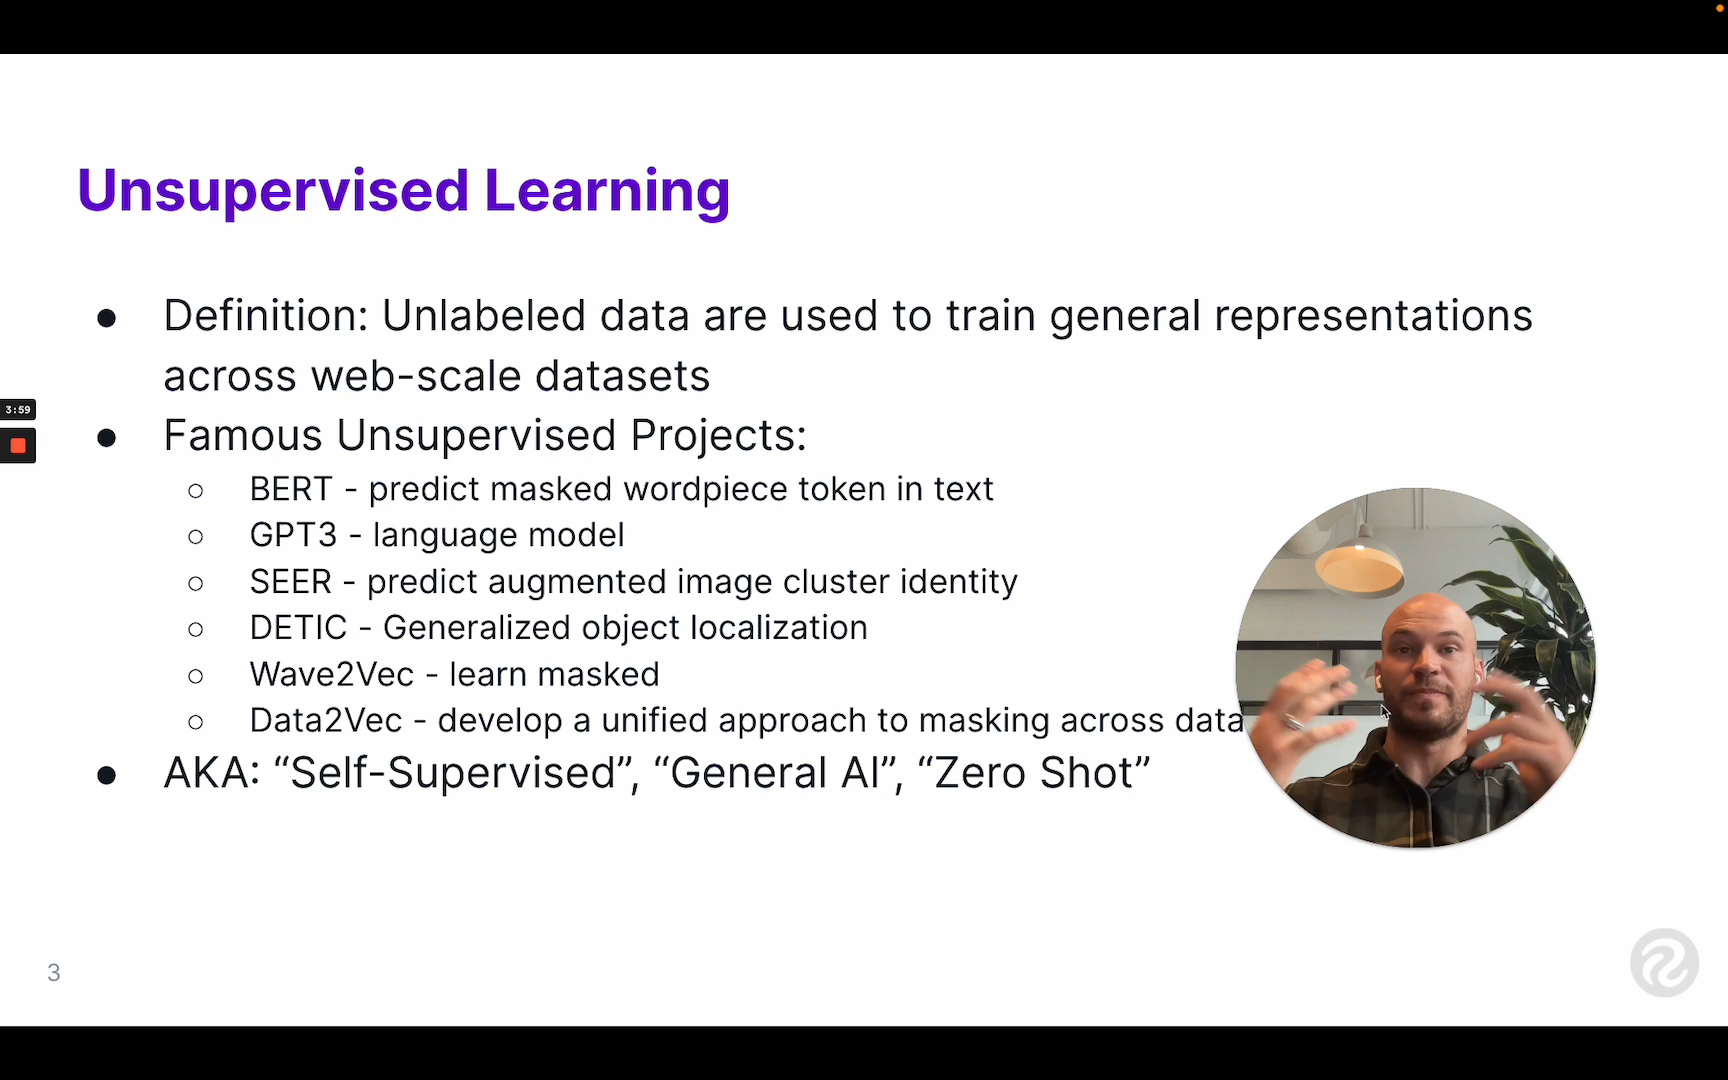 Unsupervised Learning
● Definition: Unlabeled data are used to train general representations
across web-scale datasets
3:59
● Famous Unsupervised Projects:
○ BERT - predict masked wordpiece token in text
○ GPT3 - language model
○ SEER - predict augmented image cluster identity
○ DETIC - Generalized object localization
○ Wave2Vec - learn masked
○ Data2Vec - develop a unified approach to masking across data
● AKA: “Self-Supervised”, “General AI”, “Zero Shot”
3